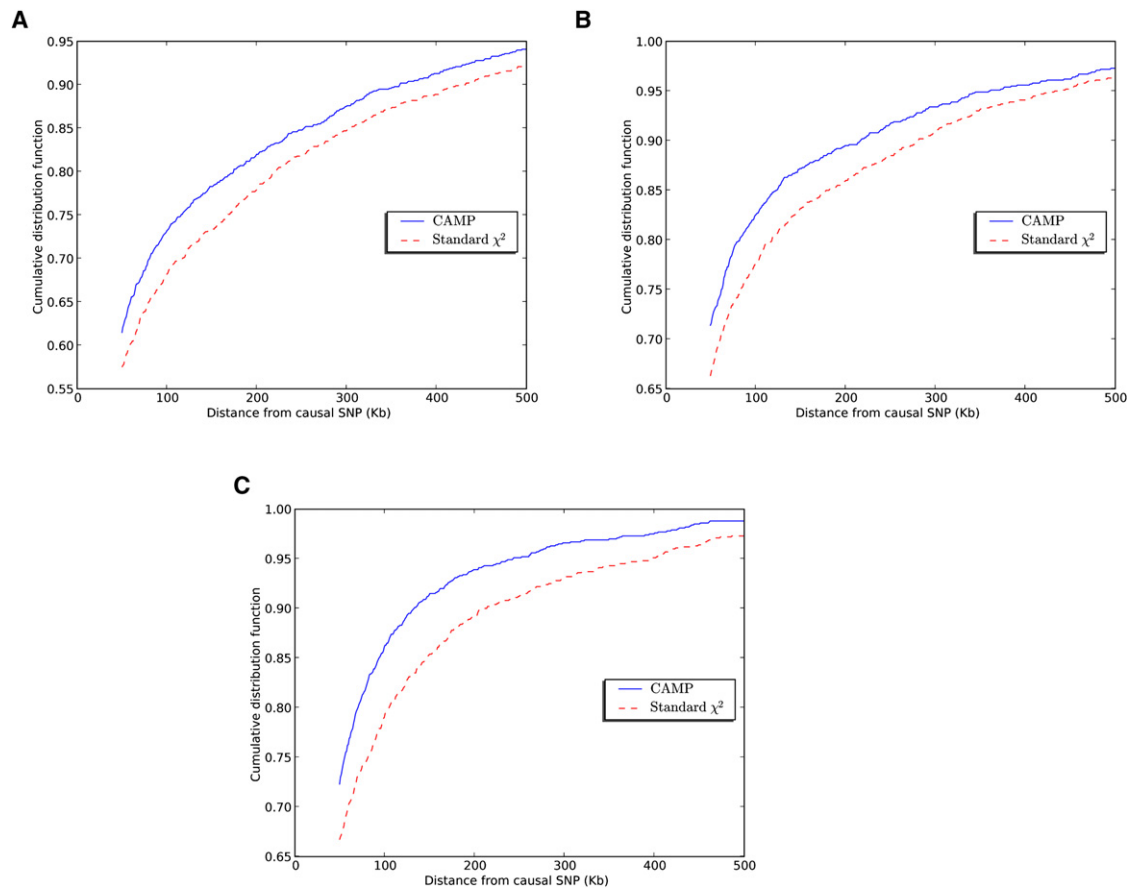 A
Cumulative distribution function
0.95
0.90
0.85
0.80
0.75
0.70
0.65
0.60
0.55
0 100 200 300 400 500
Distance from causal SNP (Kb)
CAMP
Standard χ²
B
Cumulative distribution function
1.00
0.95
0.90
0.85
0.80
0.75
0.70
0.65
0 100 200 300 400 500
Distance from causal SNP (Kb)
CAMP
Standard χ²
C
Cumulative distribution function
1.00
0.95
0.90
0.85
0.80
0.75
0.70
0.65
0 100 200 300 400 500
Distance from causal SNP (Kb)
CAMP
Standard χ²